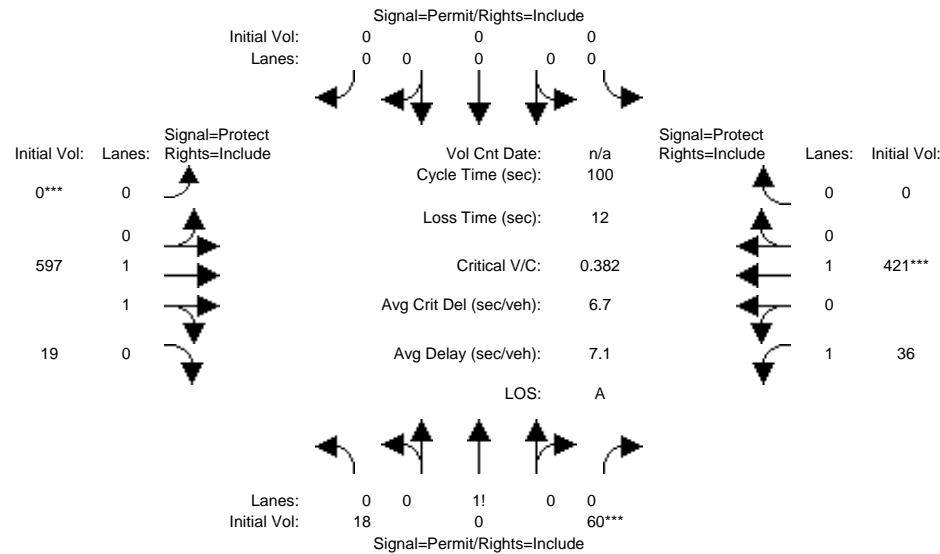 Signal=Permit/Rights=Include
Initial Vol: 0 0 0
Lanes: 0 0 0 0 0
Signal=Protect Signal=Protect
Initial Vol: Lanes: Rights=Include Vol Cnt Date: n/a Rights=Include Lanes: Initial Vol:
Cycle Time (sec): 100
0*** 0 0 0
Loss Time (sec): 12
0 0
597 1 Critical V/C: 0.382 1 421***
1 Avg Crit Del (sec/veh): 6.7 0
19 0 Avg Delay (sec/veh): 7.1 1 36
LOS: A
Lanes: 0 0 1! 0 0
Initial Vol: 18 0 60***
Signal=Permit/Rights=Include